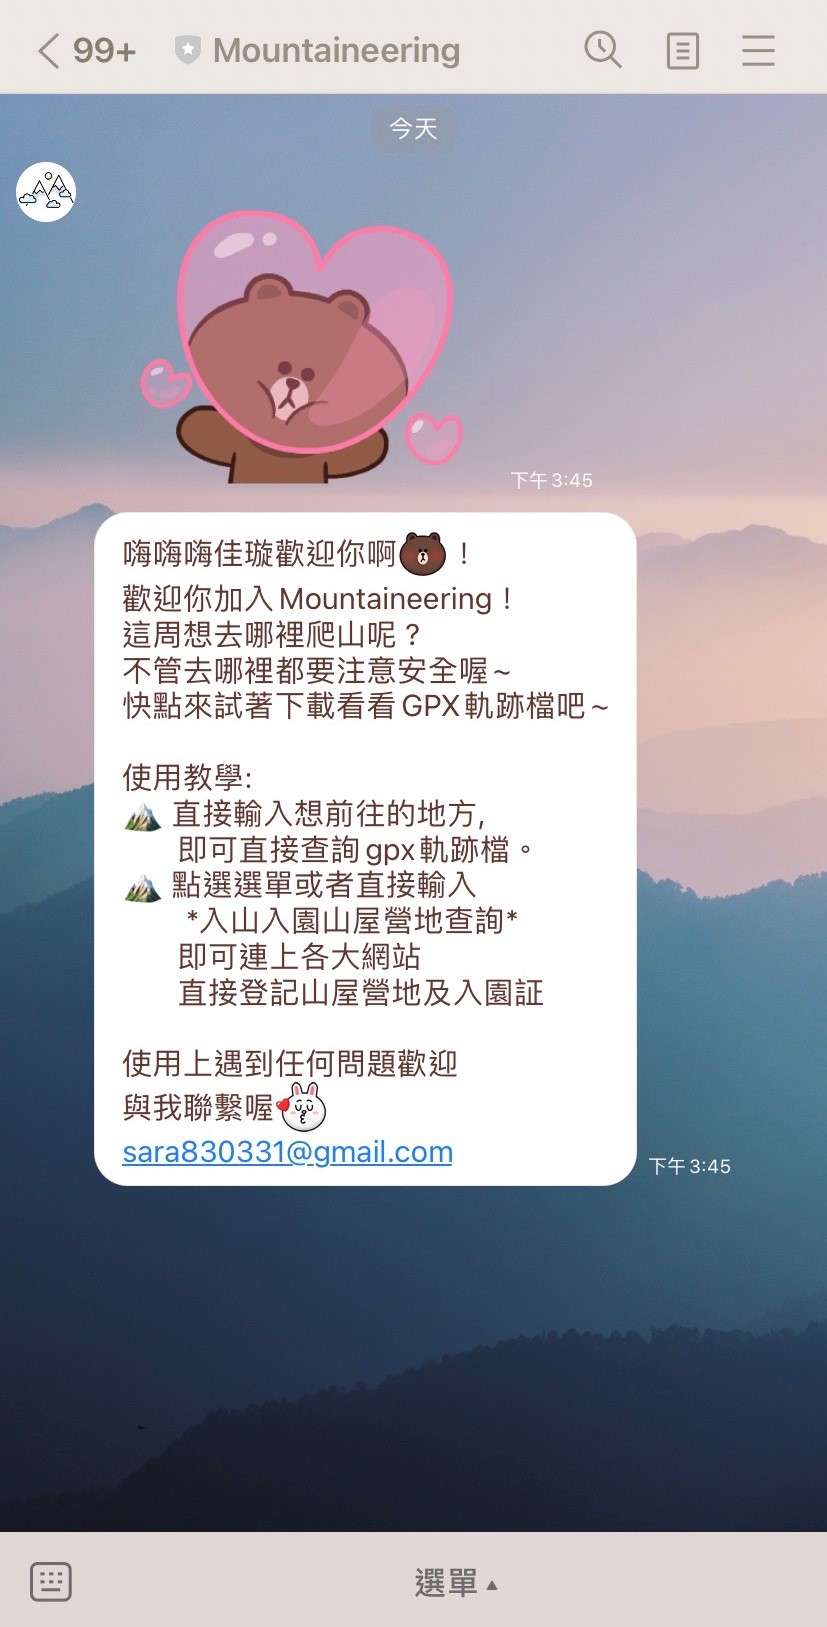 99+ Mountaineering
今天
下午 3:45
嗨嗨嗨佳璇歡迎你啊！
歡迎你加入 Mountaineering！
這周想去哪裡爬山呢？
不管去哪裡都要注意安全喔~
快點來試著下載看看 GPX 軌跡檔吧~
使用教學:
直接輸入想前往的地方,
即可直接查詢 gpx 軌跡檔。
點選選單或者直接輸入
*入山入園山屋營地查詢*
即可連上各大網站
直接登記山屋營地及入園証
使用上遇到任何問題歡迎
與我聯繫喔
sara830331@gmail.com
下午 3:45
選單▲